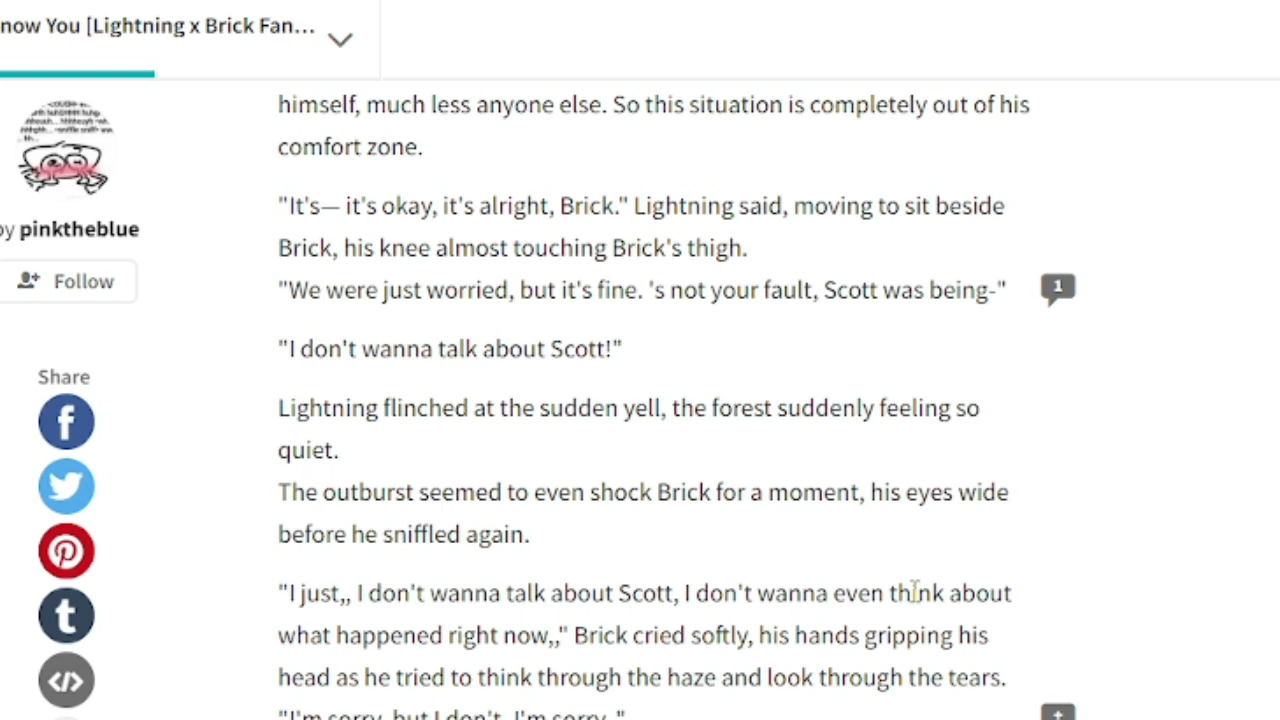 now You [Lightning x Brick Fan...
by pinktheblue
Follow
Share
himself, much less anyone else. So this situation is completely out of his
comfort zone.
"It's— it's okay, it's alright, Brick." Lightning said, moving to sit beside
Brick, his knee almost touching Brick's thigh.
"We were just worried, but it's fine. 's not your fault, Scott was being-"
1
"I don't wanna talk about Scott!"
Lightning flinched at the sudden yell, the forest suddenly feeling so
quiet.
The outburst seemed to even shock Brick for a moment, his eyes wide
before he sniffled again.
"I just,, I don't wanna talk about Scott, I don't wanna even think about
what happened right now,," Brick cried softly, his hands gripping his
head as he tried to think through the haze and look through the tears.
"I'm sorry, but I don't, I'm sorry,,"